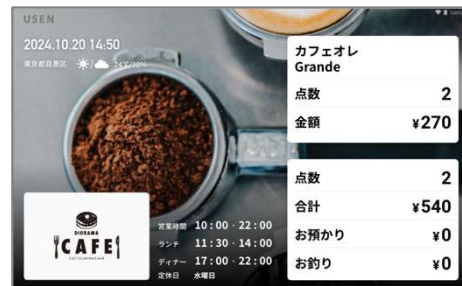 USEN
2024.10.20 14:50
東京都目黒区
24℃/30%
100%
カフェオレ
Grande
点数 2
金額 ¥270
点数 2
合計 ¥540
お預かり ¥0
お釣り ¥0
DIORAMA
CAFE
営業時間 10:00 - 22:00
ランチ 11:30 - 14:00
ディナー 17:00 - 22:00
定休日 水曜日